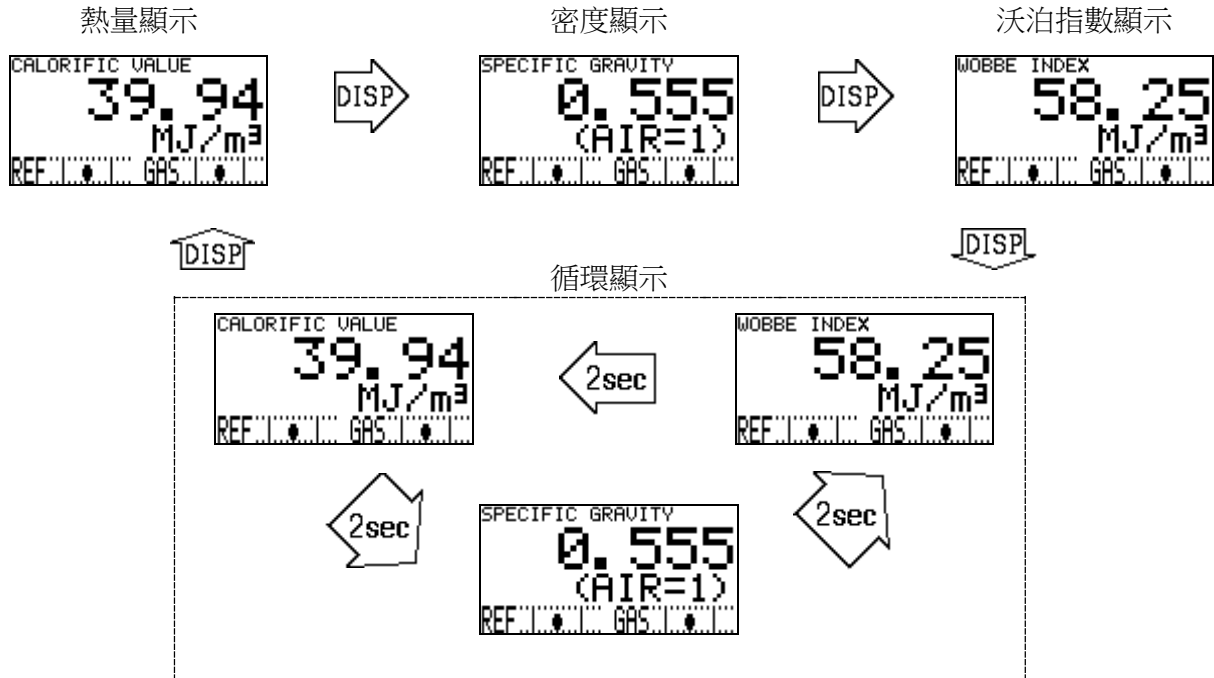 熱量顯示
密度顯示
沃泊指數顯示
CALORIFIC VALUE
39.94
MJ/m³
REF GAS
DISP
SPECIFIC GRAVITY
0.555
(AIR=1)
REF GAS
DISP
WOBBE INDEX
58.25
MJ/m³
REF GAS
DISP
DISP
循環顯示
CALORIFIC VALUE
39.94
MJ/m³
REF GAS
2sec
WOBBE INDEX
58.25
MJ/m³
REF GAS
2sec
SPECIFIC GRAVITY
0.555
(AIR=1)
REF GAS
2sec